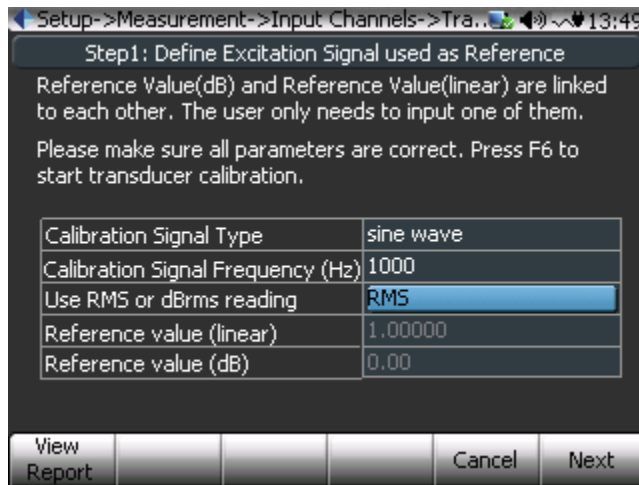 Setup->Measurement->Input Channels->Tra.. 13:49
Step1: Define Excitation Signal used as Reference
Reference Value(dB) and Reference Value(linear) are linked
to each other. The user only needs to input one of them.
Please make sure all parameters are correct. Press F6 to
start transducer calibration.
Calibration Signal Type sine wave
Calibration Signal Frequency (Hz) 1000
Use RMS or dBrms reading RMS
Reference value (linear) 1.00000
Reference value (dB) 0.00
View
Report
Cancel Next